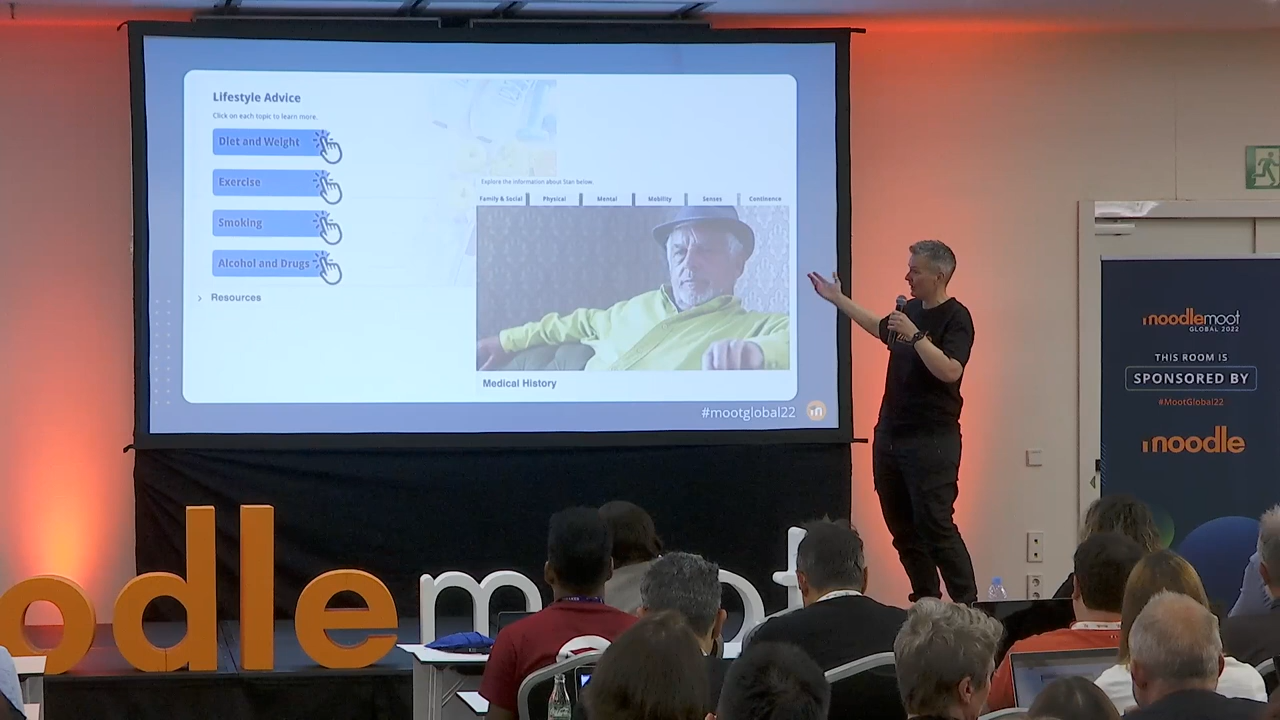 Lifestyle Advice
Click on each topic to learn more.
Diet and Weight
Exercise
Smoking
Alcohol and Drugs
Resources
Explore the information about Stan below.
Family & Social Physical Mental Mobility Senses Continence
Medical History
#mootglobal22
m
moodlemoot
GLOBAL 2022
THIS ROOM IS
SPONSORED BY
#MootGlobal22
moodle
odle m t